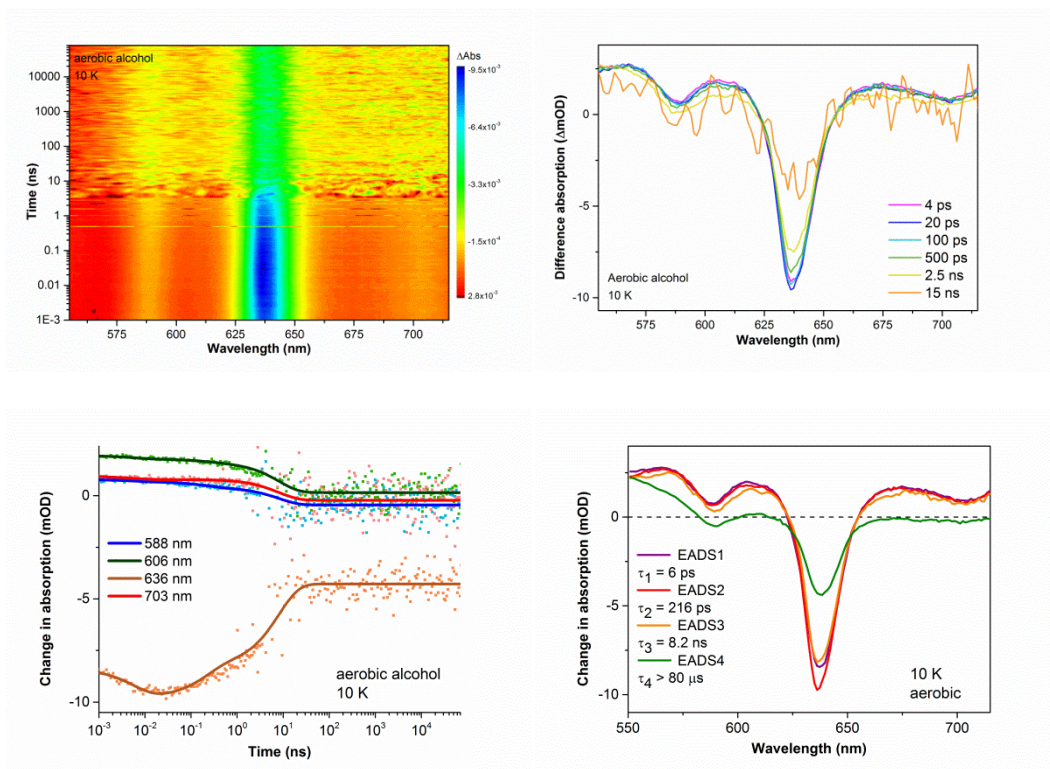 aerobic alcohol
10 K
10000
1000
100
10
1
0.1
0.01
1E-3
Time (ns)
575
600
625
650
675
700
Wavelength (nm)
ΔAbs
-9.5x10⁻³
-6.4x10⁻³
-3.3x10⁻³
-1.5x10⁻⁴
2.8x10⁻³
Difference absorption (ΔmOD)
0
-5
-10
4 ps
20 ps
100 ps
500 ps
2.5 ns
15 ns
Aerobic alcohol
10 K
575
600
625
650
675
700
Wavelength (nm)
Change in absorption (mOD)
0
-5
-10
588 nm
606 nm
636 nm
703 nm
aerobic alcohol
10 K
10⁻³
10⁻²
10⁻¹
10⁰
10¹
10²
10³
10⁴
Time (ns)
Change in absorption (mOD)
0
-5
-10
EADS1
τ₁ = 6 ps
EADS2
τ₂ = 216 ps
EADS3
τ₃ = 8.2 ns
EADS4
τ₄ > 80 μs
10 K
aerobic
550
600
650
700
Wavelength (nm)